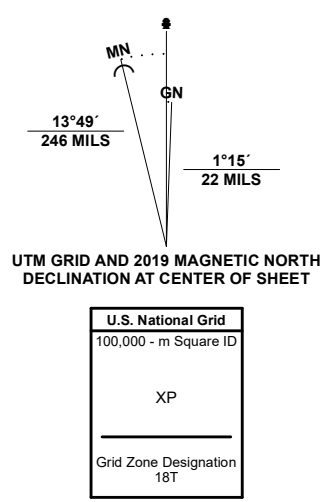 MN
GN
13°49´
246 MILS
1°15´
22 MILS
UTM GRID AND 2019 MAGNETIC NORTH
DECLINATION AT CENTER OF SHEET
U.S. National Grid
100,000 - m Square ID
XP
Grid Zone Designation
18T